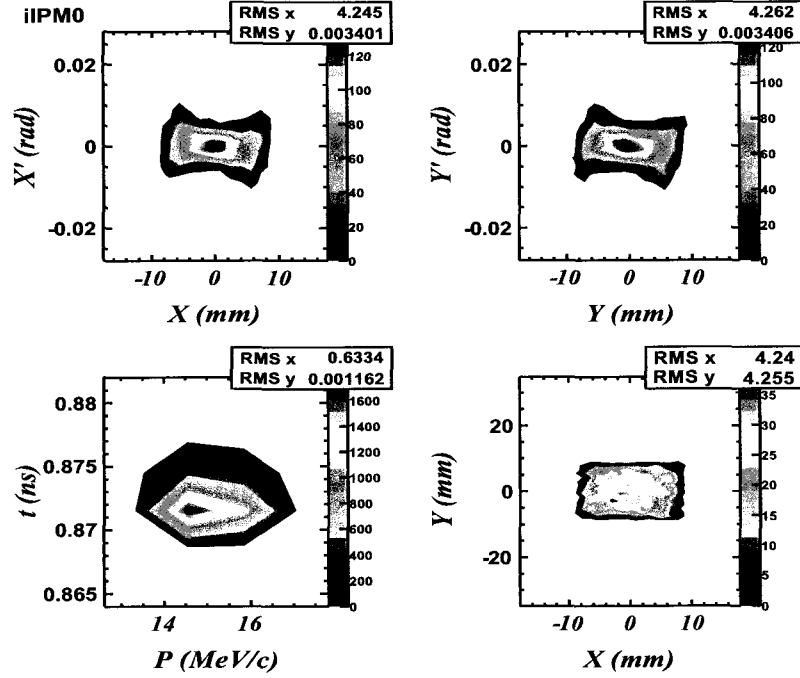 iIPM0
RMS x 4.245
RMS y 0.003401
0.02
0
-0.02
X' (rad)
120
100
80
60
40
20
0
-10 0 10
X (mm)
RMS x 4.262
RMS y 0.003406
0.02
0
-0.02
Y' (rad)
120
100
80
60
40
20
0
-10 0 10
Y (mm)
RMS x 0.6334
RMS y 0.001162
0.88
0.875
0.87
0.865
t (ns)
1600
1400
1200
1000
800
600
400
200
0
14 16
P (MeV/c)
RMS x 4.24
RMS y 4.255
20
0
-20
Y (mm)
35
30
25
20
15
10
5
0
-10 0 10
X (mm)